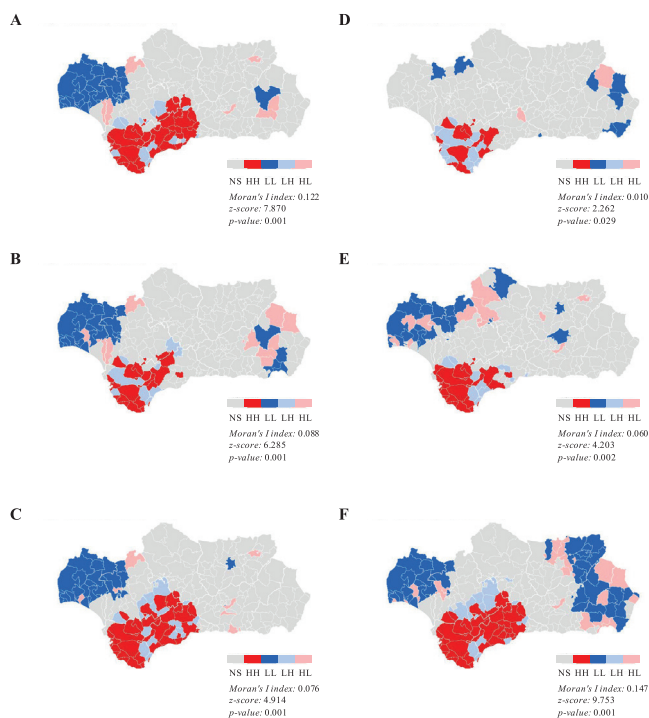 A
NS HH LL LH HL
Moran's I index: 0.122
z-score: 7.870
p-value: 0.001
D
NS HH LL LH HL
Moran's I index: 0.010
z-score: 2.262
p-value: 0.029
B
NS HH LL LH HL
Moran's I index: 0.088
z-score: 6.285
p-value: 0.001
E
NS HH LL LH HL
Moran's I index: 0.060
z-score: 4.203
p-value: 0.002
C
NS HH LL LH HL
Moran's I index: 0.076
z-score: 4.914
p-value: 0.001
F
NS HH LL LH HL
Moran's I index: 0.147
z-score: 9.753
p-value: 0.001